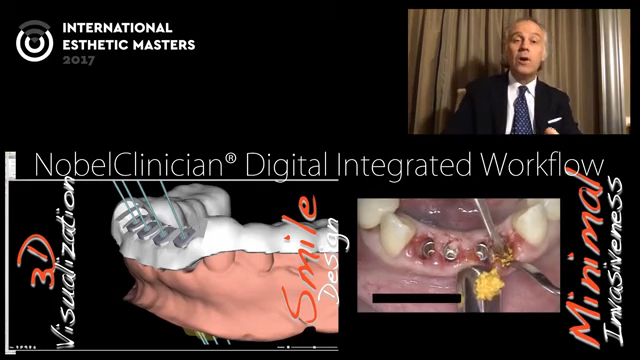 INTERNATIONAL
ESTHETIC MASTERS
2017
NobelClinician® Digital Integrated Workflow
3D
Visualization
Smile
Design
Minimal
Invasiveness